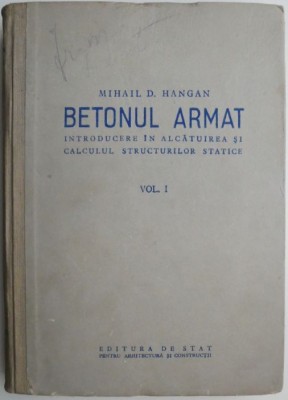 MIHAIL D. HANGAN
BETONUL ARMAT
INTRODUCERE ÎN ALCĂTUIREA ȘI
CALCULUL STRUCTURILOR STATICE
VOL. I
EDITURA DE STAT
PENTRU ARHITECTURĂ ȘI CONSTRUCȚII